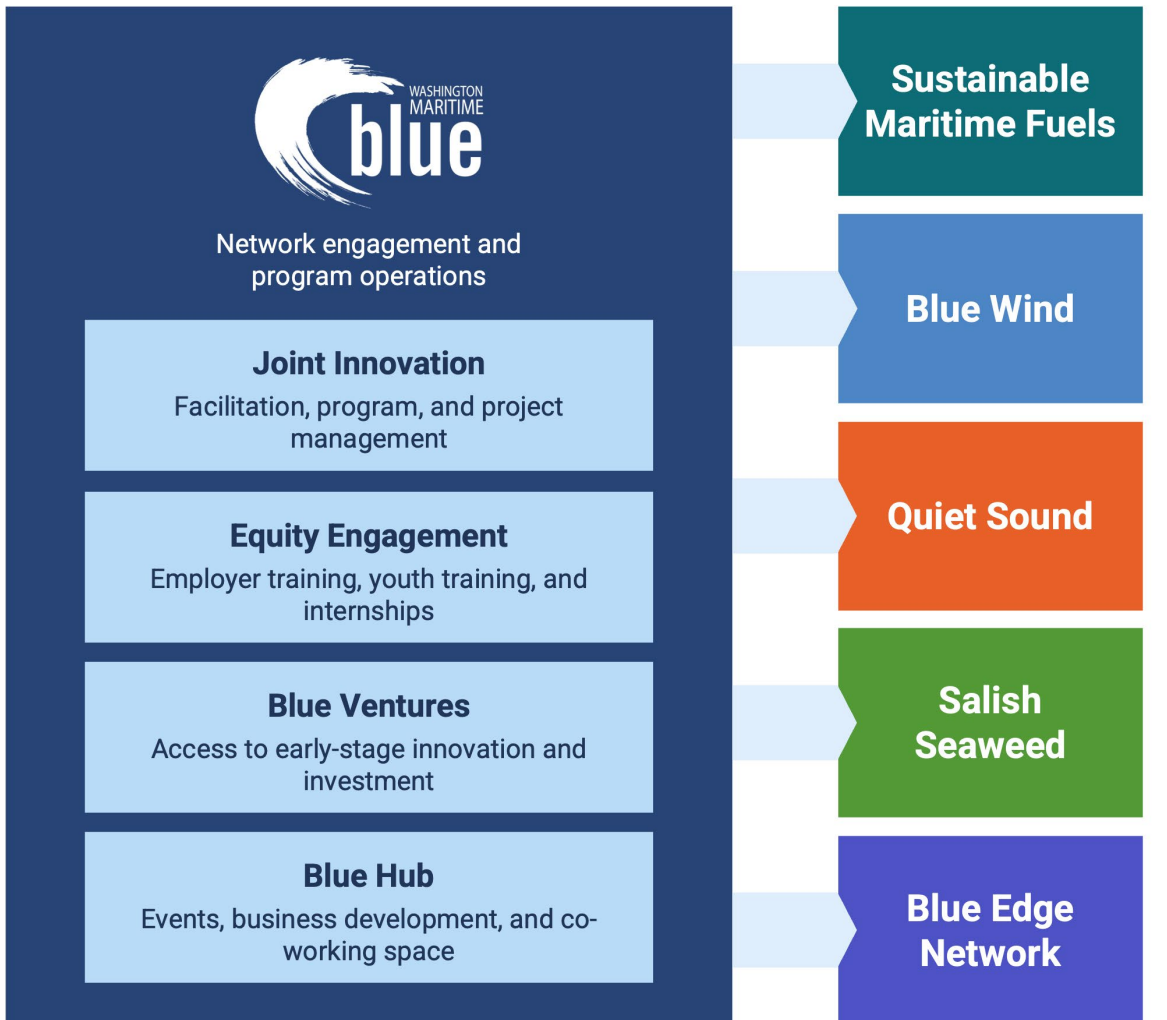 WASHINGTON
MARITIME
blue
Network engagement and
program operations
Joint Innovation
Facilitation, program, and project
management
Equity Engagement
Employer training, youth training, and
internships
Blue Ventures
Access to early-stage innovation and
investment
Blue Hub
Events, business development, and co-
working space
Sustainable
Maritime Fuels
Blue Wind
Quiet Sound
Salish
Seaweed
Blue Edge
Network